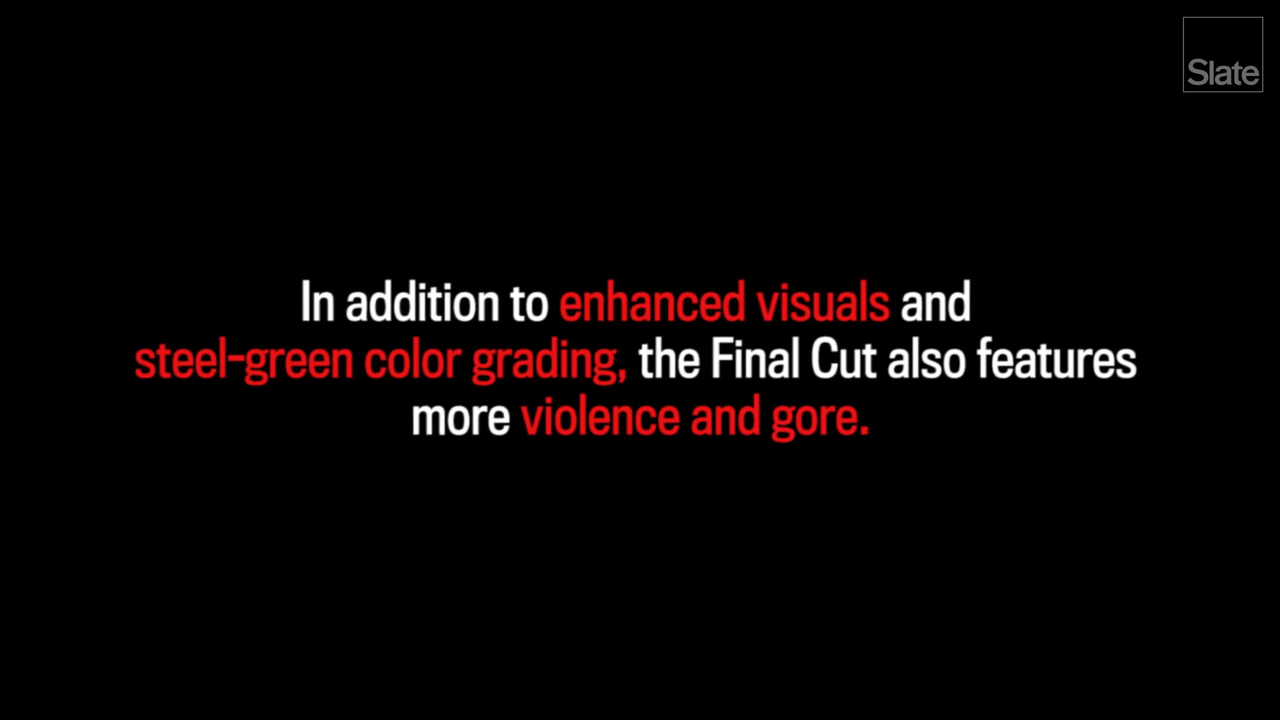 Slate
In addition to enhanced visuals and
steel-green color grading, the Final Cut also features
more violence and gore.